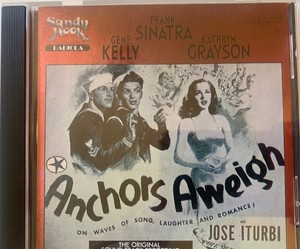 Sandy Hook
RADIOLA
FRANK
SINATRA
GENE
KELLY
KATHRYN
GRAYSON
Anchors Aweigh
ON WAVES OF SONG, LAUGHTER AND ROMANCE!
JOSE ITURBI
THE ORIGINAL